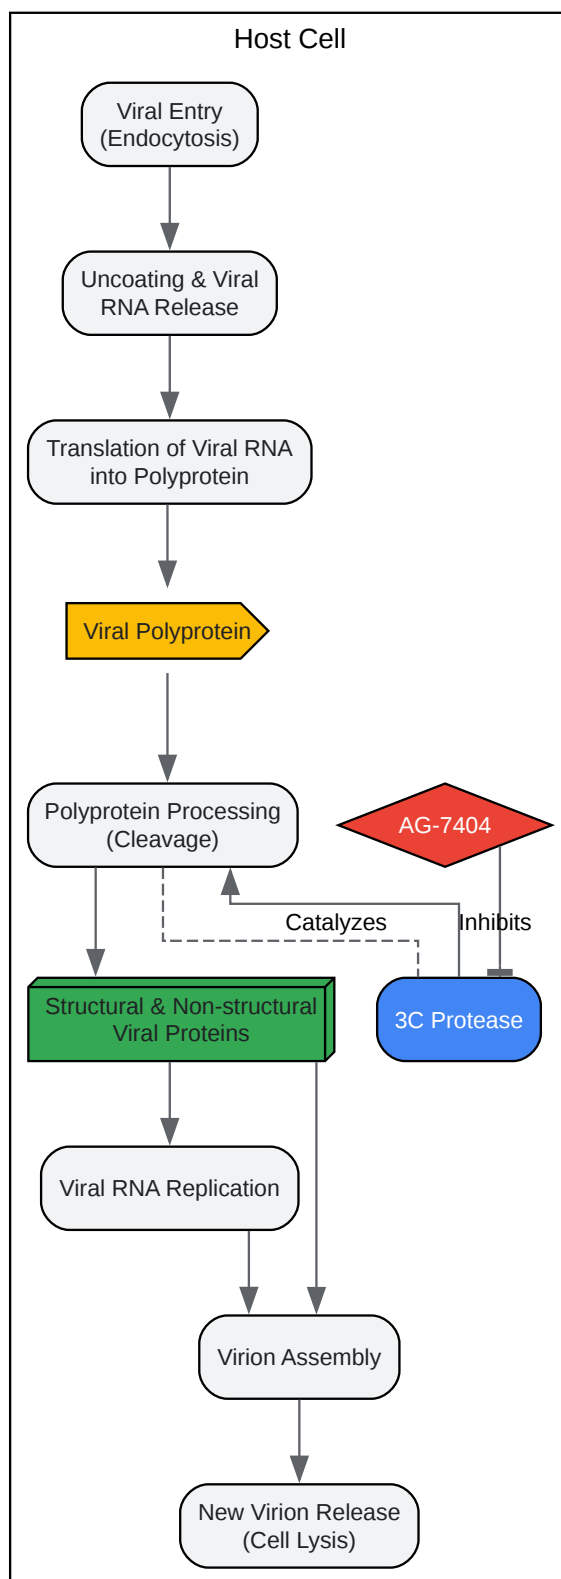 Host Cell
Viral Entry
(Endocytosis)
Uncoating & Viral
RNA Release
Translation of Viral RNA
into Polyprotein
Viral Polyprotein
Polyprotein Processing
(Cleavage)
AG-7404
Catalyzes
Inhibits
Structural & Non-structural
Viral Proteins
3C Protease
Viral RNA Replication
Virion Assembly
New Virion Release
(Cell Lysis)